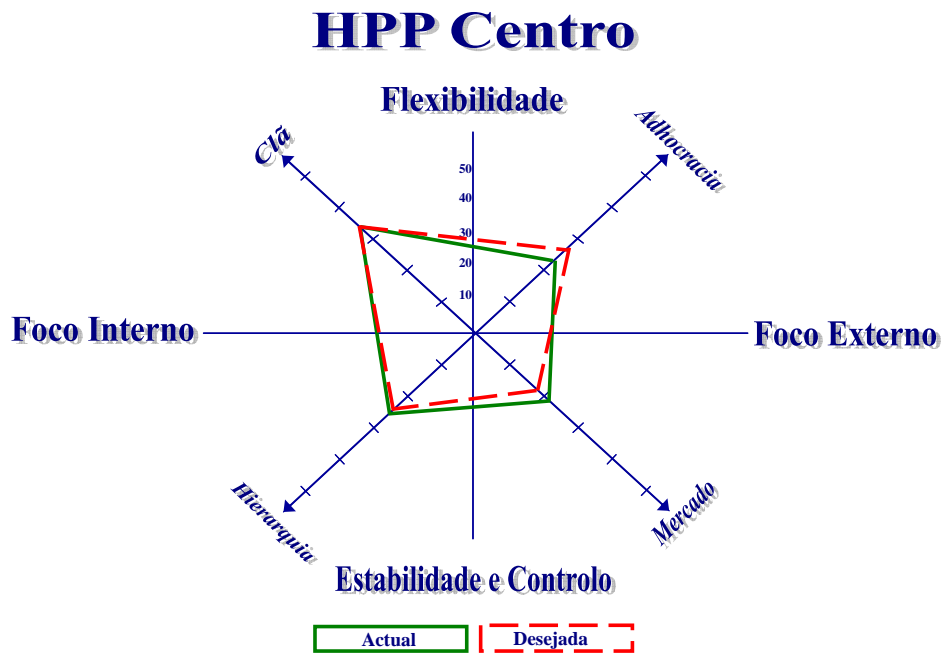 HPP Centro
Flexibilidade
Clã
Adhocracia
50
40
30
20
10
Foco Interno
Foco Externo
Hierarquia
Mercado
Estabilidade e Controlo
Actual
Desejada